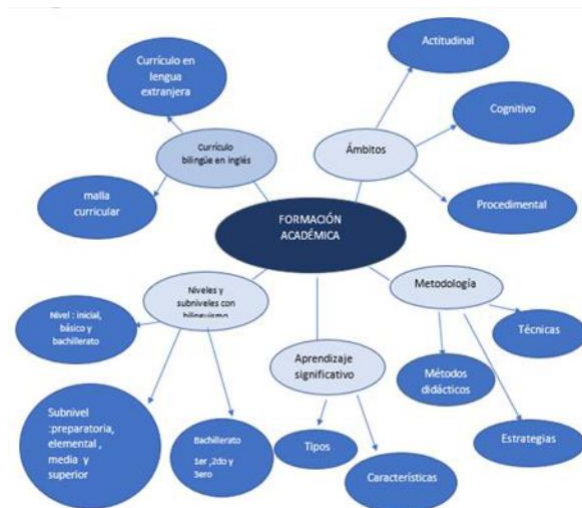 Currículo en
lengua
extranjera
Actitudinal
Currículo
bilingüe en inglés
Ámbitos
Cognitivo
malla
curricular
Procedimental
FORMACIÓN
ACADÉMICA
Niveles y
subniveles con
bilinguismo
Metodología
Nivel : inicial,
básico y
bachillerato
Técnicas
Aprendizaje
significativo
Métodos
didácticos
Subnivel
:preparatoria,
elemental ,
media y
superior
Bachillerato
1er ,2do y
3ero
Tipos
Estrategias
Características